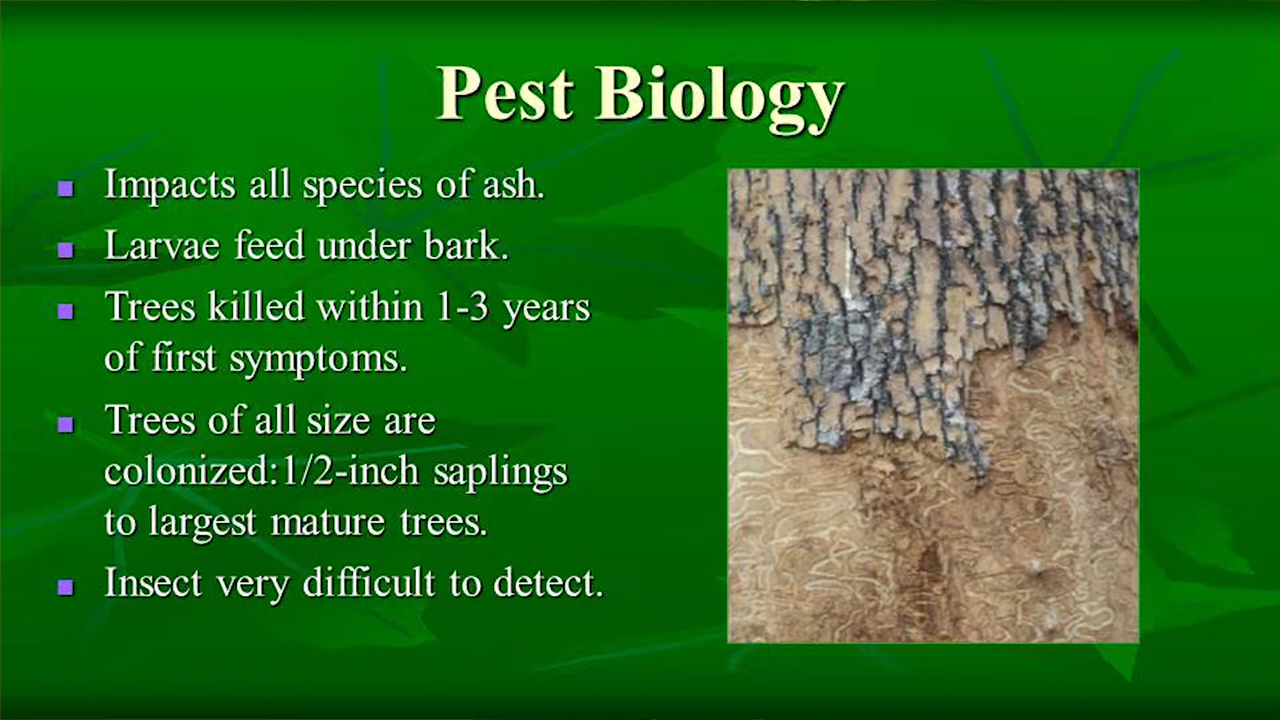 Pest Biology
Impacts all species of ash.
Larvae feed under bark.
Trees killed within 1-3 years
of first symptoms.
Trees of all size are
colonized:1/2-inch saplings
to largest mature trees.
Insect very difficult to detect.